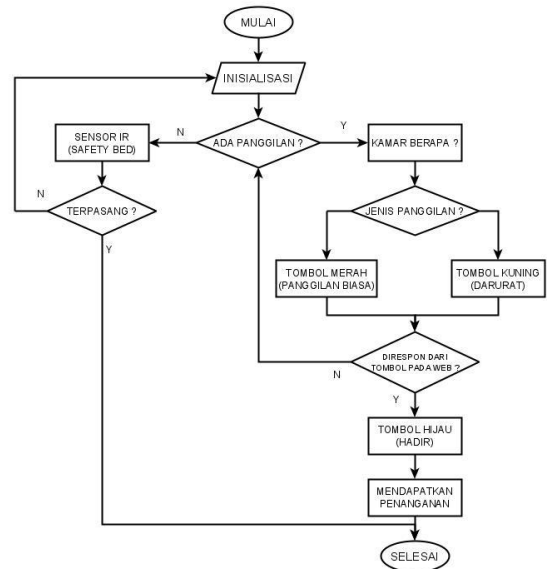 MULAI
INISIALISASI
ADA PANGGILAN ?
N
Y
SENSOR IR
(SAFETY BED)
KAMAR BERAPA ?
N
TERPASANG ?
Y
JENIS PANGGILAN ?
TOMBOL MERAH
(PANGGILAN BIASA)
TOMBOL KUNING
(DARURAT)
DIRESPON DARI
TOMBOL PADA WEB ?
N
Y
TOMBOL HIJAU
(HADIR)
MENDAPATKAN
PENANGANAN
SELESAI